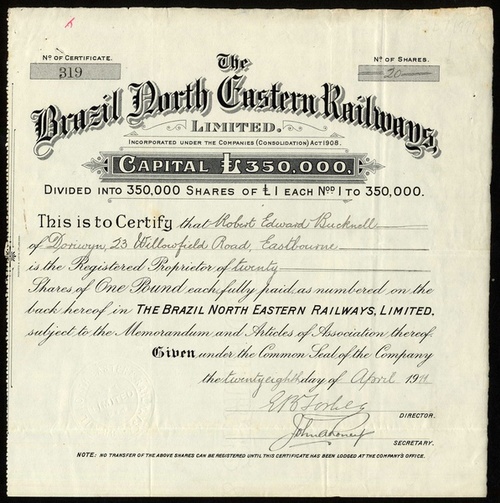 No OF CERTIFICATE.
319
No OF SHARES.
20
The
Brazil North Eastern Railways,
LIMITED.
INCORPORATED UNDER THE COMPANIES (CONSOLIDATION) ACT 1908.
CAPITAL £350,000.
DIVIDED INTO 350,000 SHARES OF £1 EACH NOS 1 TO 350,000.
This is to Certify that Robert Edward Bucknell
of Dorwyn, 23 Willowfield Road, Eastbourne
is the Registered Proprietor of twenty
Shares of ONE POUND each, fully paid, as numbered on the
back hereof in THE BRAZIL NORTH EASTERN RAILWAYS, LIMITED.
subject to the Memorandum and Articles of Association thereof.
Given under the Common Seal of the Company
the twenty eighth day of April 1911
DIRECTOR.
SECRETARY.
NOTE: NO TRANSFER OF THE ABOVE SHARES CAN BE REGISTERED UNTIL THIS CERTIFICATE HAS BEEN LODGED AT THE COMPANY'S OFFICE.